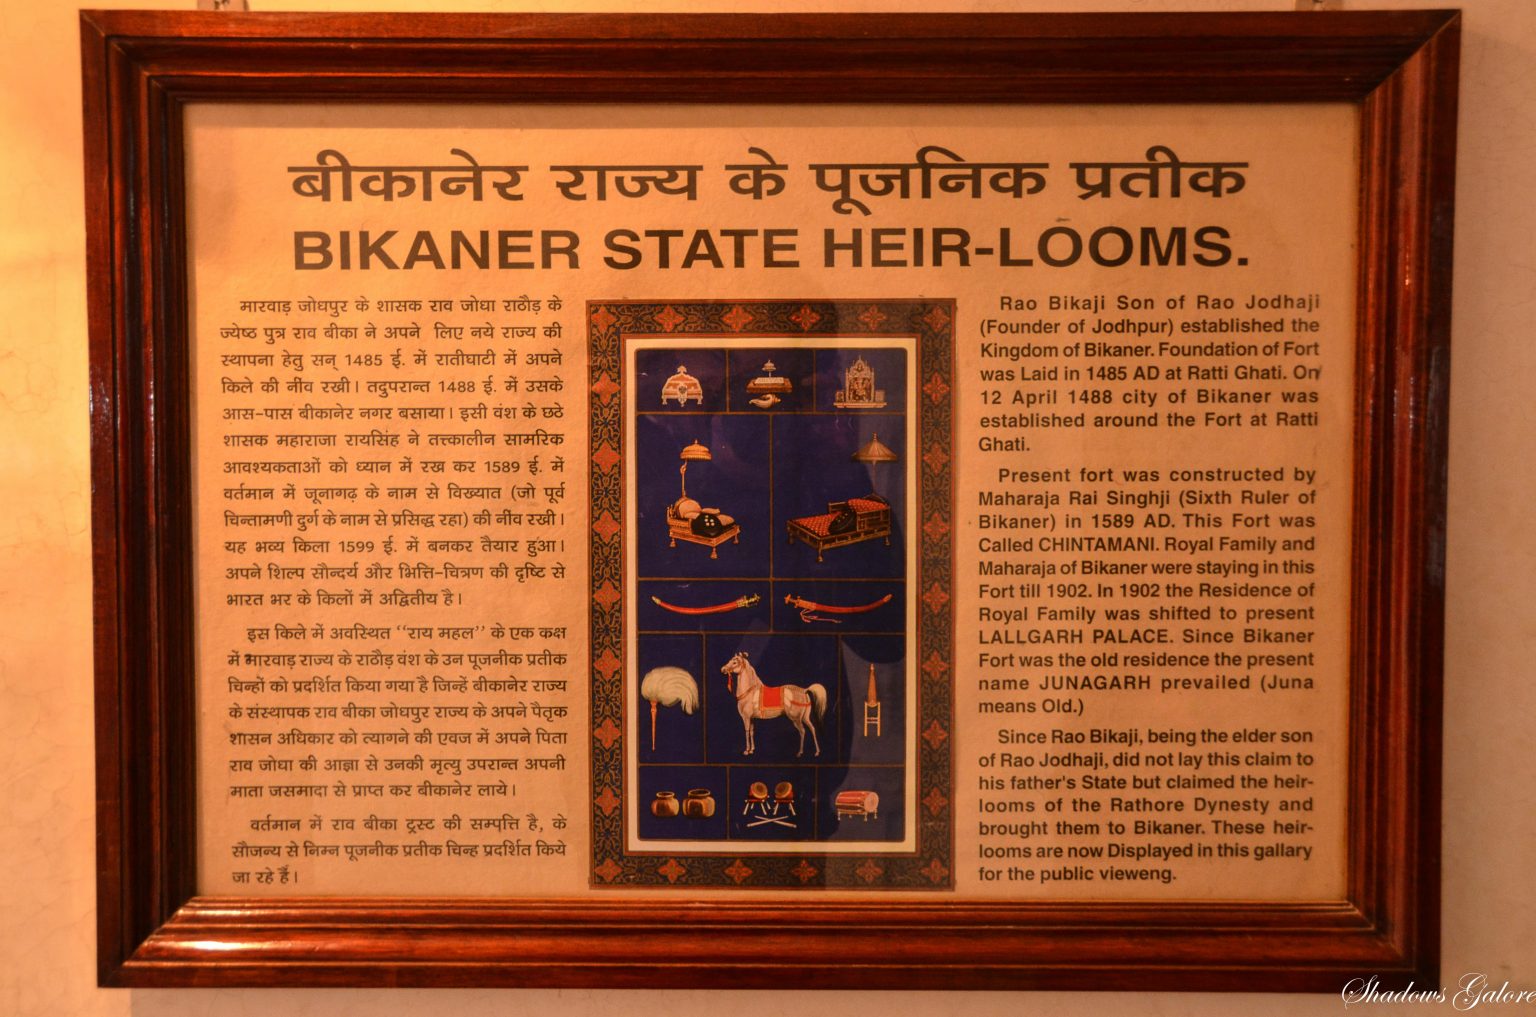 बीकानेर राज्य के पूजनिक प्रतीक
BIKANER STATE HEIR-LOOMS.
मारवाड़ जोधपुर के शासक राव जोधा राठौड़ के
ज्येष्ठ पुत्र राव बीका ने अपने लिए नये राज्य की
स्थापना हेतु सन् 1485 ई. में रातीघाटी में अपने
किले की नींव रखी। तदुपरान्त 1488 ई. में उसके
आस-पास बीकानेर नगर बसाया। इसी वंश के छठे
शासक महाराजा रायसिंह ने तत्कालीन सामरिक
आवश्यकताओं को ध्यान में रख कर 1589 ई. में
वर्तमान में जूनागढ़ के नाम से विख्यात (जो पूर्व
चिन्तामणी दुर्ग के नाम से प्रसिद्ध रहा) की नींव रखी।
यह भव्य किला 1599 ई. में बनकर तैयार हुआ।
अपने शिल्प सौन्दर्य और भित्ति-चित्रण की दृष्टि से
भारत भर के किलों में अद्वितीय है।
इस किले में अवस्थित ‘‘राय महल’’ के एक कक्ष
में मारवाड़ राज्य के राठौड़ वंश के उन पूजनीक प्रतीक
चिन्हों को प्रदर्शित किया गया है जिन्हें बीकानेर राज्य
के संस्थापक राव बीका जोधपुर राज्य के अपने पैतृक
शासन अधिकार को त्यागने की एवज में अपने पिता
राव जोधा की आज्ञा से उनकी मृत्यु उपरान्त अपनी
माता जसमादा से प्राप्त कर बीकानेर लाये।
वर्तमान में राव बीका ट्रस्ट की सम्पत्ति है, के
सौजन्य से निम्न पूजनीक प्रतीक चिन्ह प्रदर्शित किये
जा रहे हैं।
Rao Bikaji Son of Rao Jodhaji
(Founder of Jodhpur) established the
Kingdom of Bikaner. Foundation of Fort
was Laid in 1485 AD at Ratti Ghati. On
12 April 1488 city of Bikaner was
established around the Fort at Ratti
Ghati.
Present fort was constructed by
Maharaja Rai Singhji (Sixth Ruler of
Bikaner) in 1589 AD. This Fort was
Called CHINTAMANI. Royal Family and
Maharaja of Bikaner were staying in this
Fort till 1902. In 1902 the Residence of
Royal Family was shifted to present
LALLGARH PALACE. Since Bikaner
Fort was the old residence the present
name JUNAGARH prevailed (Juna
means Old.)
Since Rao Bikaji, being the elder son
of Rao Jodhaji, did not lay this claim to
his father's State but claimed the heir-
looms of the Rathore Dynesty and
brought them to Bikaner. These heir-
looms are now Displayed in this gallary
for the public vieweng.
Shadows Galore